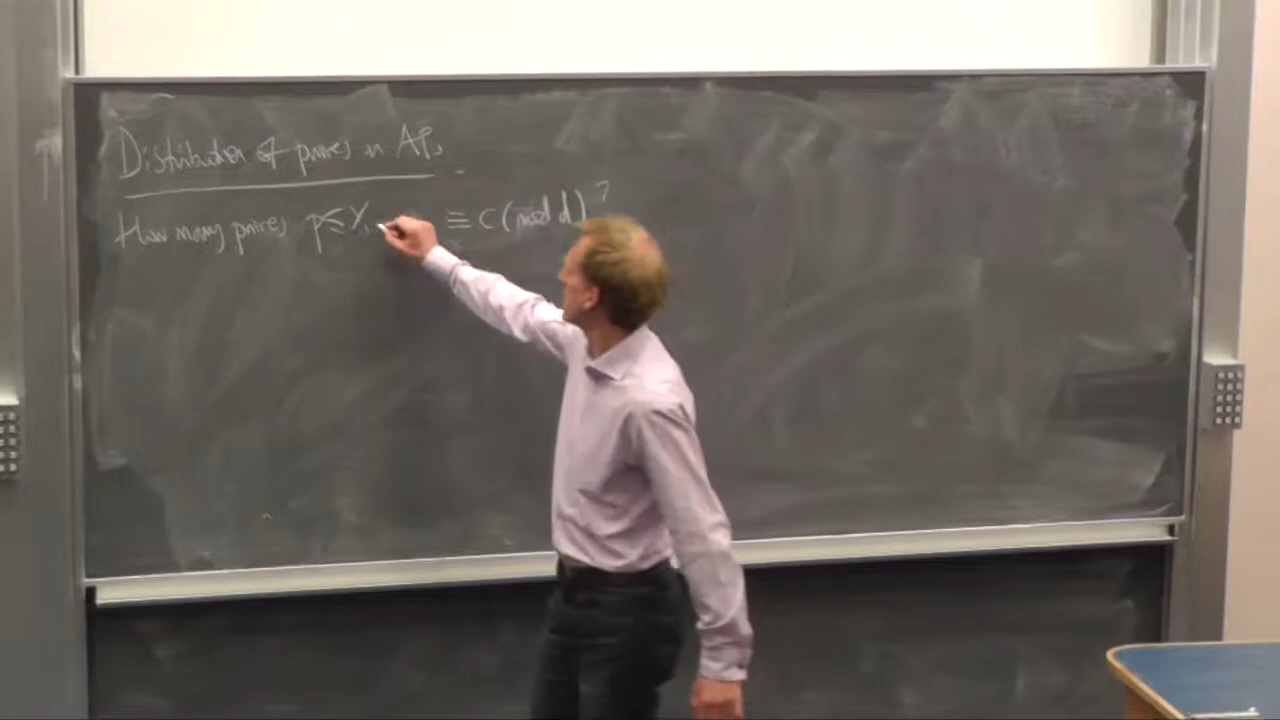 Distribution of primes in APs.
How many primes p ≤ Y, ≡ c (mod d)?